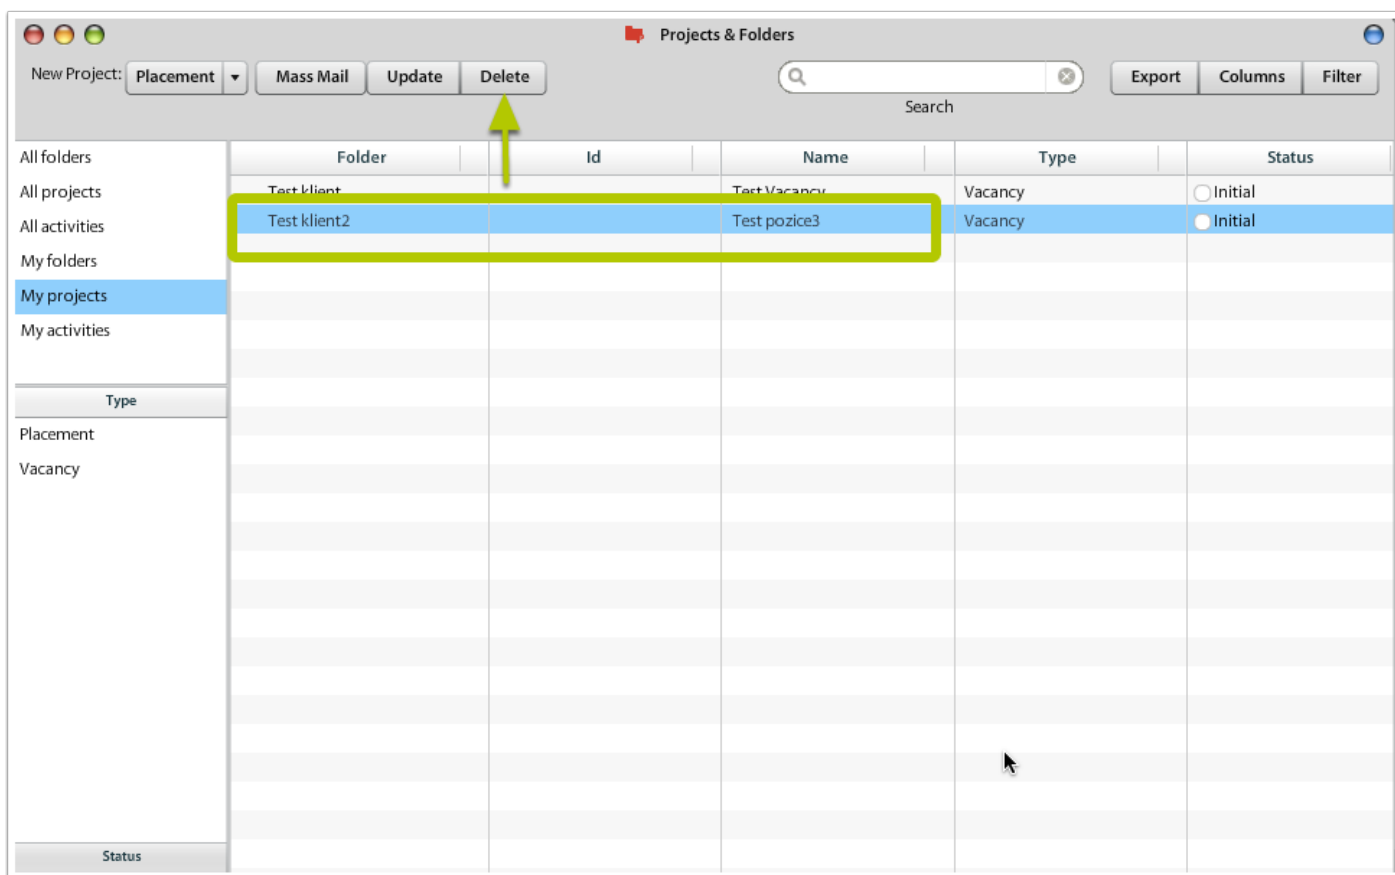 Projects & Folders
New Project: Placement Mass Mail Update Delete Export Columns Filter
Search
All folders
All projects
All activities
My folders
My projects
My activities
Type
Placement
Vacancy
Status
Folder Id Name Type Status
Test klient Test Vacancy Vacancy Initial
Test klient2 Test pozice3 Vacancy Initial